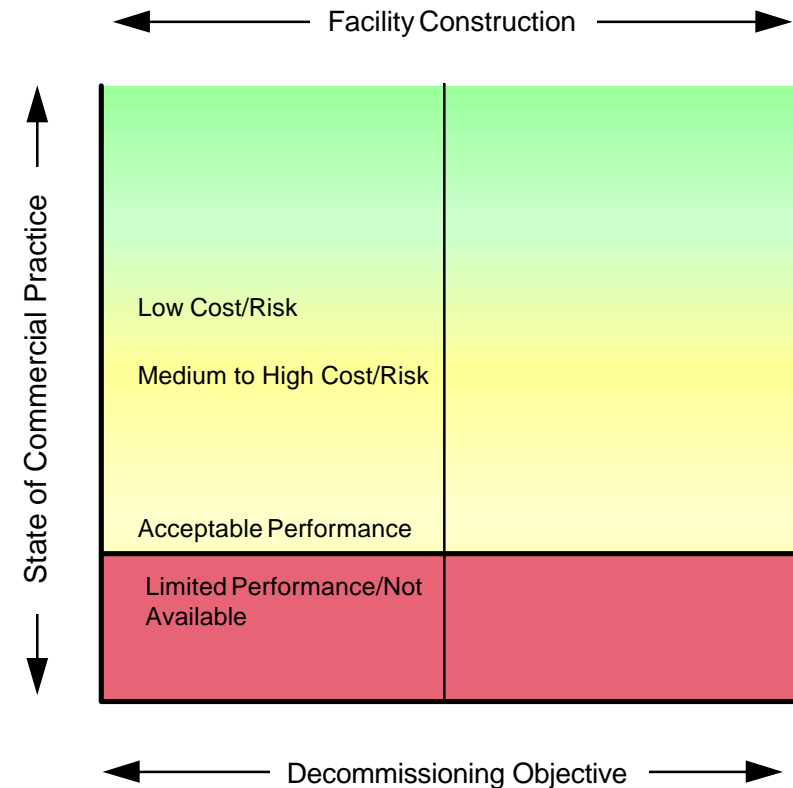 Facility Construction
State of Commercial Practice
Low Cost/Risk
Medium to High Cost/Risk
Acceptable Performance
Limited Performance/Not
Available
Decommissioning Objective